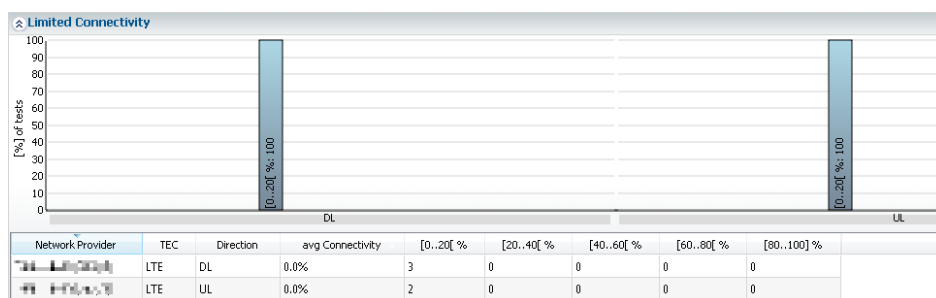 Limited Connectivity
100
90
80
70
60
50
40
30
20
10
0
[%] of tests
[0..20[ %: 100
[0..20[ %: 100
DL
UL
Network Provider TEC Direction avg Connectivity [0..20[ % [20..40[ % [40..60[ % [60..80[ % [80..100] %
LTE DL 0.0% 3 0 0 0 0
LTE UL 0.0% 2 0 0 0 0